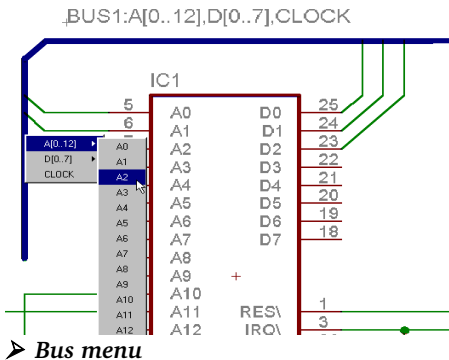 BUS1:A[0..12],D[0..7],CLOCK
IC1
5 A0 D0 25
6 A1 D1 24
A2 D2 23
A3 D3 22
A4 D4 21
A5 D5 20
A6 D6 19
A7 D7 18
A8
A9
A10
A11 RES\ 1
A12 IRQ\ 3
A[0..12]
D[0..7]
CLOCK
A0
A1
A2
A3
A4
A5
A6
A7
A8
A9
A10
A11
A12
➢ Bus menu